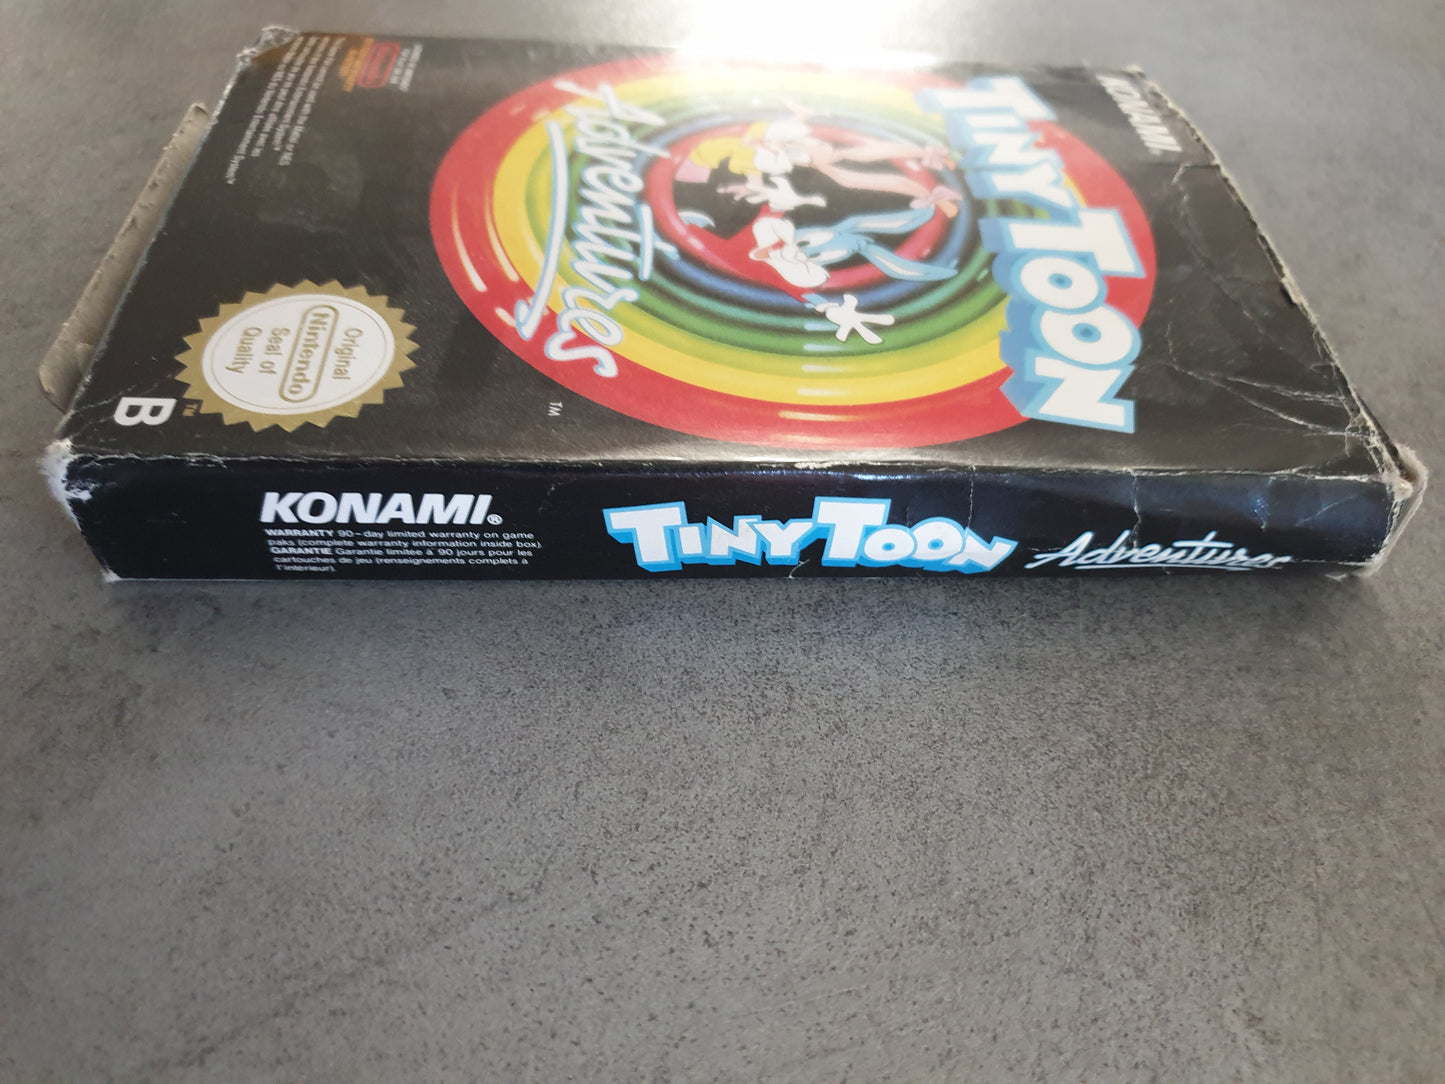 KONAMI®
WARRANTY 90-day limited warranty on game
paks (complete warranty information inside box).
GARANTIE Garantie limitée à 90 jours pour les
cartouches de jeu (renseignements complets à
l'intérieur).
TINY TOON
Adventures
KONAMI
TINY TOON
Adventures
TM
Original
Nintendo
Seal of
Quality
TM
B